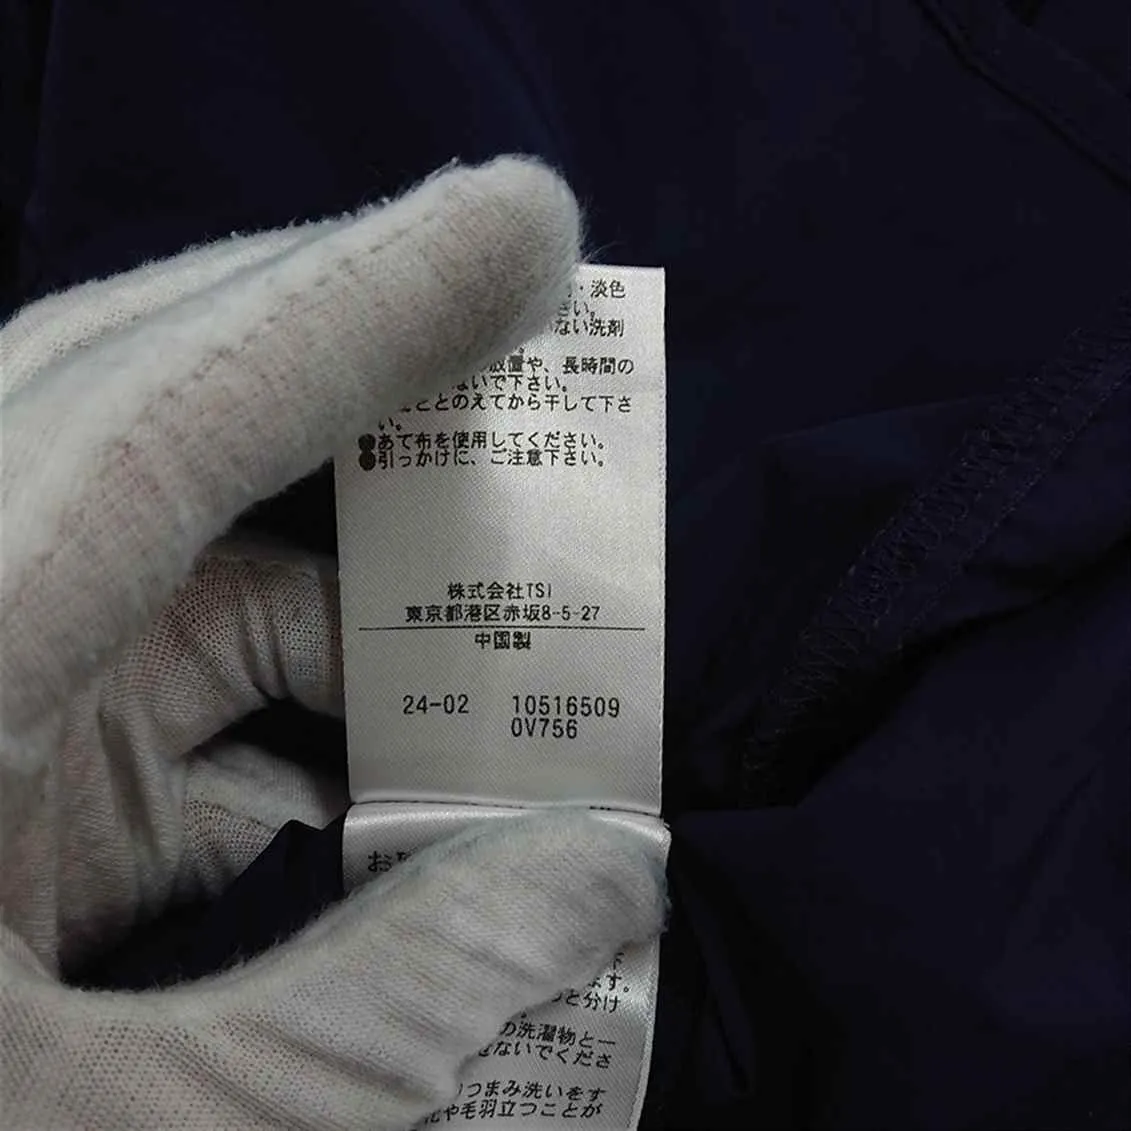 ・淡色
さい。
ない洗剤
の放置や、長時間の
ないで下さい。
ととのえてから干して下さ
い。
●あて布を使用してください。
●引っかけに、ご注意下さい。
株式会社TSI
東京都港区赤坂8-5-27
中国製
24-02 10516509
0V756
お
下
ます。
と分け
の洗濯物と一
せないでくださ
つまみ洗いをす
や毛羽立つことが